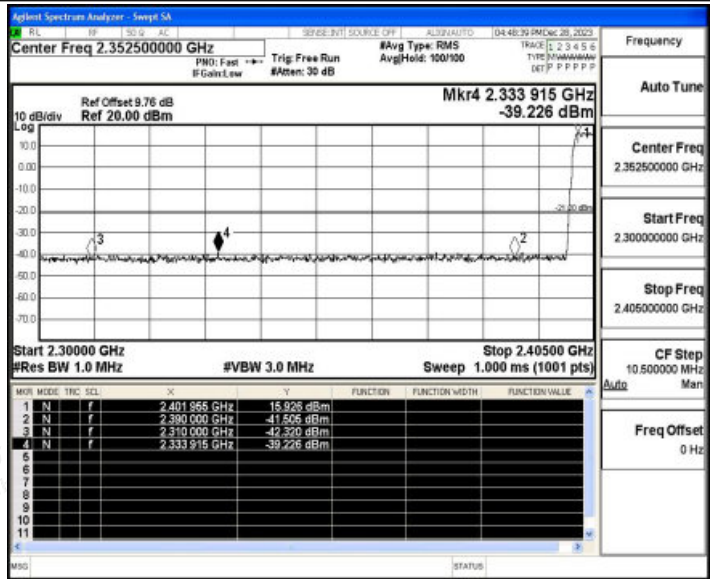 Agilent Spectrum Analyzer - Swept SA
RL RF 50 Ω AC SENSE:INT SOURCE OFF ALIGN AUTO 04:48:39 PM Dec 28, 2023
Center Freq 2.352500000 GHz
PNO: Fast
IFGain:Low
Trig: Free Run
#Atten: 30 dB
#Avg Type: RMS
Avg|Hold: 100/100
TRACE 1 2 3 4 5 6
TYPE
DET P P P P P P
Ref Offset 9.76 dB
10 dB/div Ref 20.00 dBm
Log
Mkr4 2.333 915 GHz
-39.226 dBm
10.0
0.00
-10.0
-20.0
-30.0
-40.0
-50.0
-60.0
-70.0
1
2
3
4
Start 2.30000 GHz
#Res BW 1.0 MHz
#VBW 3.0 MHz
Stop 2.40500 GHz
Sweep 1.000 ms (1001 pts)
MKR MODE TRC SCL X Y FUNCTION FUNCTION WIDTH FUNCTION VALUE
1 N f 2.401 955 GHz 15.926 dBm
2 N f 2.390 000 GHz -41.505 dBm
3 N f 2.310 000 GHz -42.320 dBm
4 N f 2.333 915 GHz -39.226 dBm
5
6
7
8
9
10
11
MSG STATUS
Frequency
Auto Tune
Center Freq
2.352500000 GHz
Start Freq
2.300000000 GHz
Stop Freq
2.405000000 GHz
CF Step
10.500000 MHz
Auto Man
Freq Offset
0 Hz